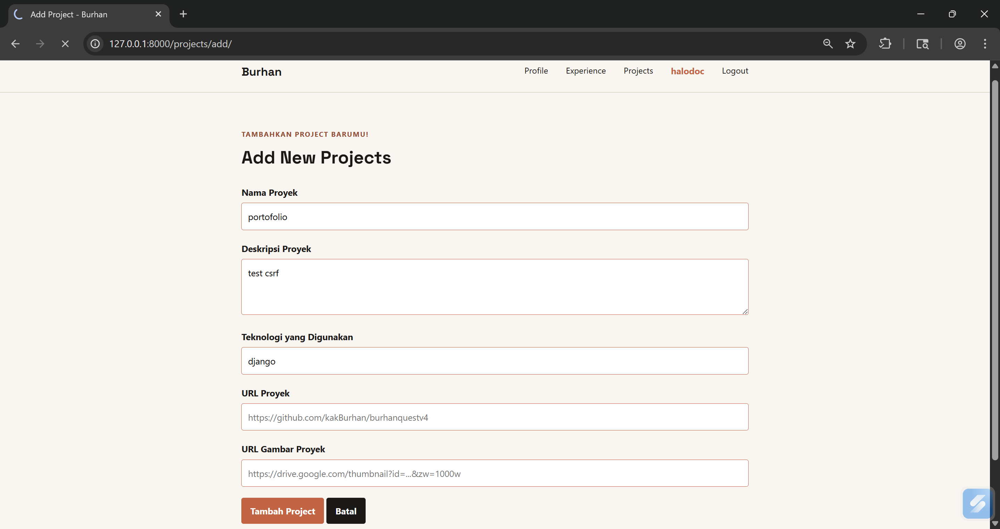 Add Project - Burhan
127.0.0.1:8000/projects/add/
Burhan
Profile
Experience
Projects
halodoc
Logout
TAMBAHKAN PROJECT BARUMU!
Add New Projects
Nama Proyek
portofolio
Deskripsi Proyek
test csrf
Teknologi yang Digunakan
django
URL Proyek
https://github.com/kakBurhan/burhanquestv4
URL Gambar Proyek
https://drive.google.com/thumbnail?id=...&zw=1000w
Tambah Project
Batal